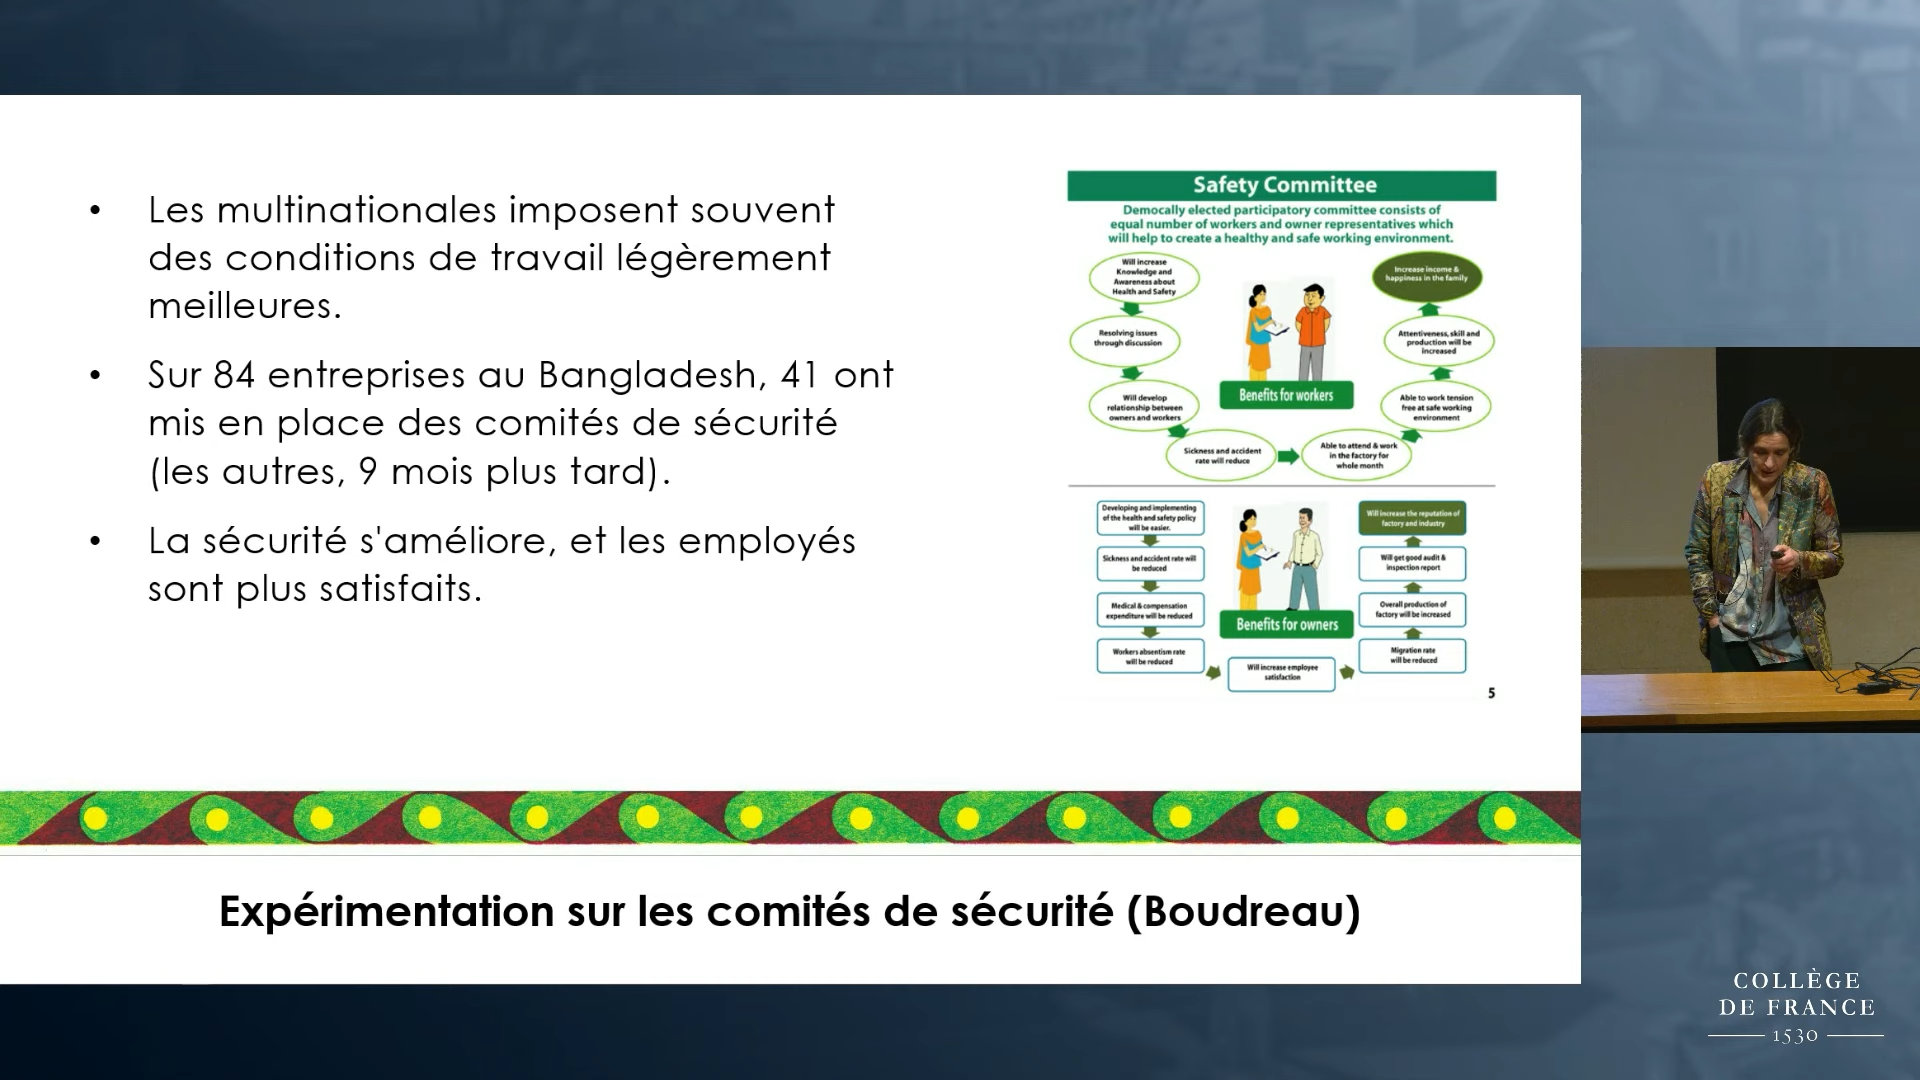 • Les multinationales imposent souvent
des conditions de travail légèrement
meilleures.
• Sur 84 entreprises au Bangladesh, 41 ont
mis en place des comités de sécurité
(les autres, 9 mois plus tard).
• La sécurité s'améliore, et les employés
sont plus satisfaits.
Safety Committee
Democally elected participatory committee consists of
equal number of workers and owner representatives which
will help to create a healthy and safe working environment.
Will increase
Knowledge and
Awareness about
Health and Safety
Resolving issues
through discussion
Will develop
relationship between
owners and workers
Sickness and accident
rate will reduce
Able to attend & work
in the factory for
whole month
Able to work tension
free at safe working
environment
Attentiveness, skill and
production will be
increased
Increase income &
happiness in the family
Benefits for workers
Developing and implementing
of the health and safety policy
will be easier.
Sickness and accident rate will
be reduced
Medical & compensation
expenditure will be reduced
Workers absentism rate
will be reduced
Will increase employee
satisfaction
Migration rate
will be reduced
Overall production of
factory will be increased
Will get good audit &
inspection report
Will increase the reputation of
factory and industry
Benefits for owners
5
Expérimentation sur les comités de sécurité (Boudreau)
COLLÈGE
DE FRANCE
1530